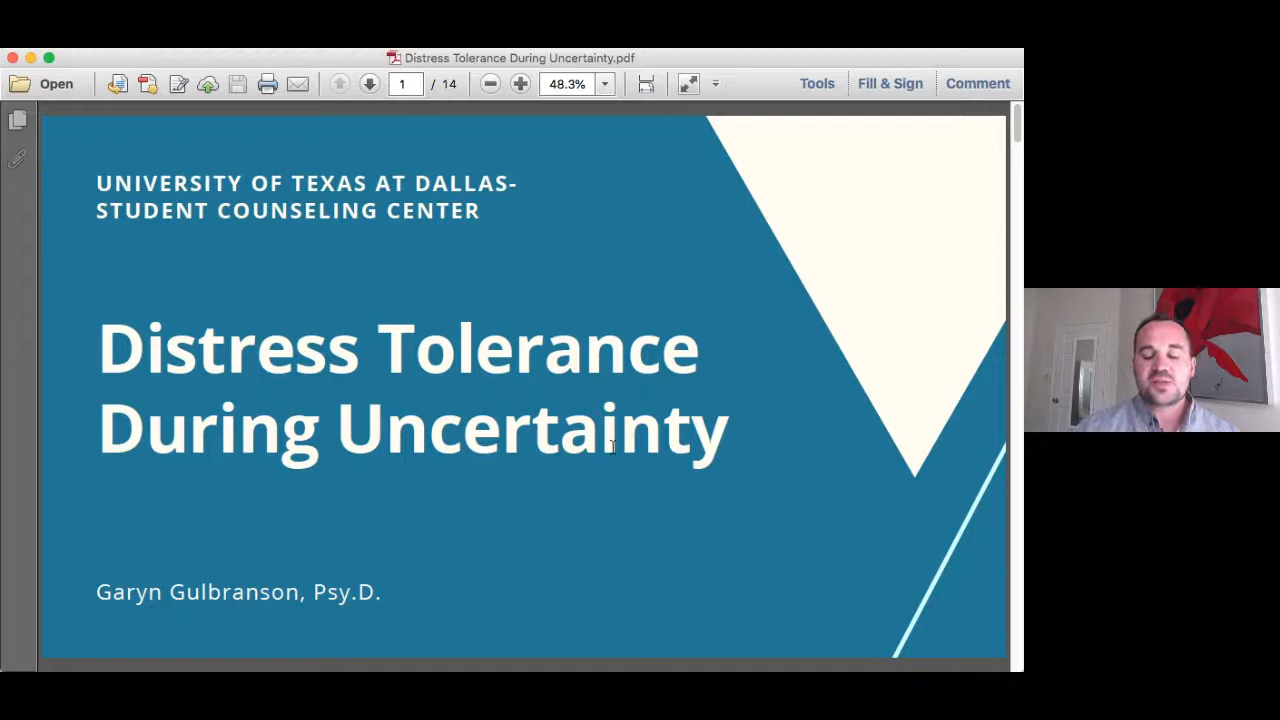 Distress Tolerance During Uncertainty.pdf
Open
1 / 14
48.3%
Tools
Fill & Sign
Comment
UNIVERSITY OF TEXAS AT DALLAS-
STUDENT COUNSELING CENTER
Distress Tolerance
During Uncertainty
Garyn Gulbranson, Psy.D.